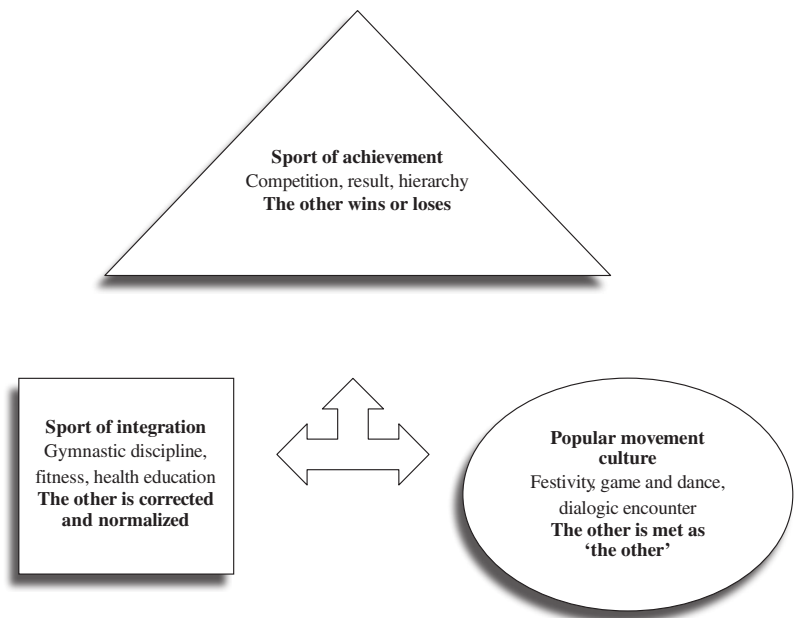 Sport of achievement
Competition, result, hierarchy
The other wins or loses
Sport of integration
Gymnastic discipline,
fitness, health education
The other is corrected
and normalized
Popular movement
culture
Festivity, game and dance,
dialogic encounter
The other is met as
‘the other’